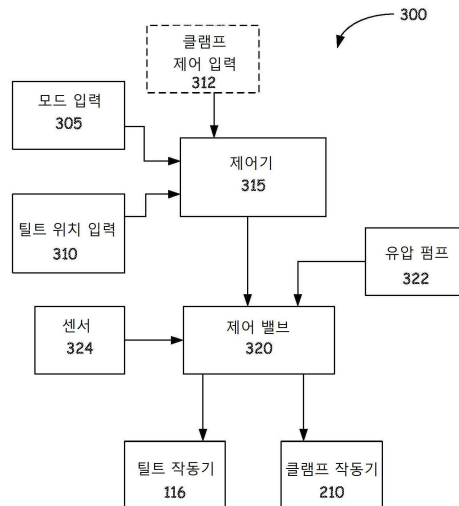 300
클램프
제어 입력
312
모드 입력
305
제어기
315
틸트 위치 입력
310
유압 펌프
322
센서
324
제어 밸브
320
틸트 작동기
116
클램프 작동기
210